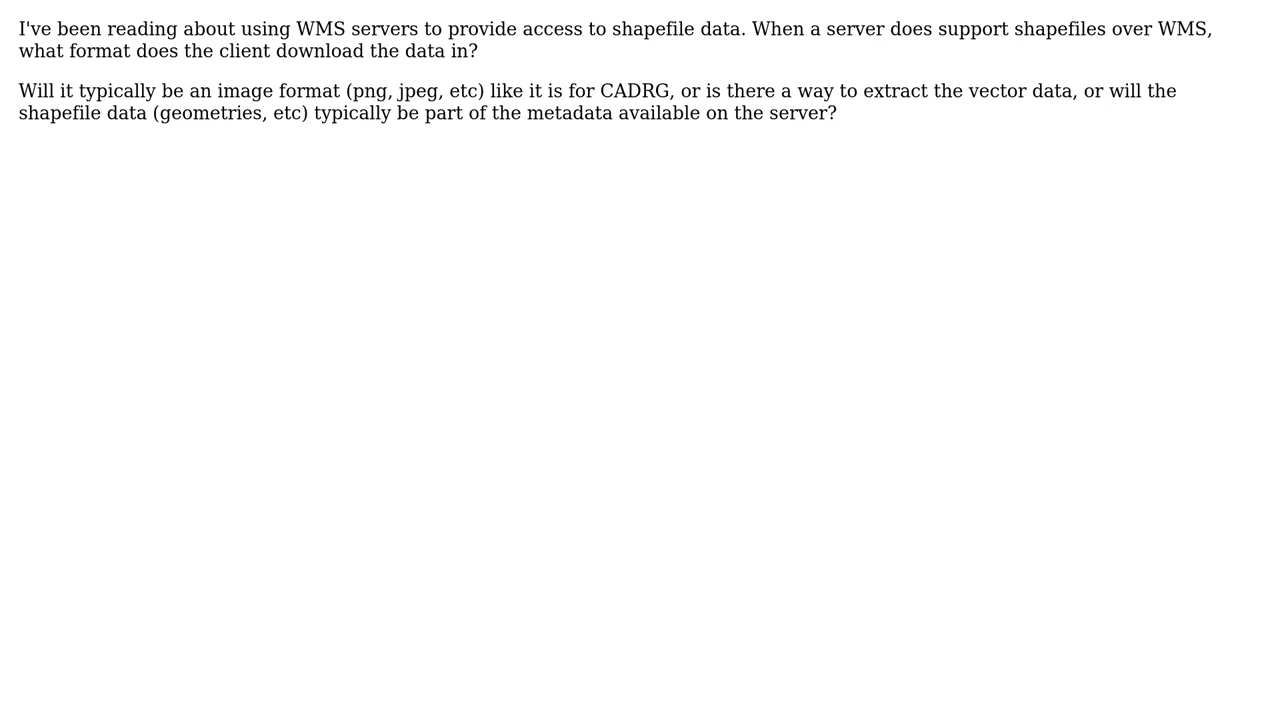 I've been reading about using WMS servers to provide access to shapefile data. When a server does support shapefiles over WMS,
what format does the client download the data in?
Will it typically be an image format (png, jpeg, etc) like it is for CADRG, or is there a way to extract the vector data, or will the
shapefile data (geometries, etc) typically be part of the metadata available on the server?